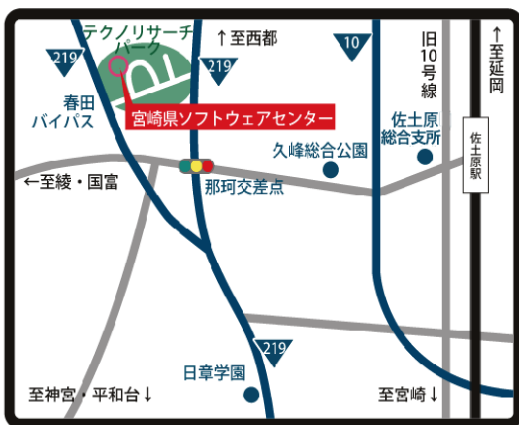 テクノリサーチ
パーク
219
↑至西都
219
10
旧10号線
↑至延岡
春田
バイパス
宮崎県ソフトウェアセンター
佐土原
総合支所
久峰総合公園
佐土原駅
←至綾・国富
那珂交差点
219
日章学園
至神宮・平和台↓
至宮崎↓